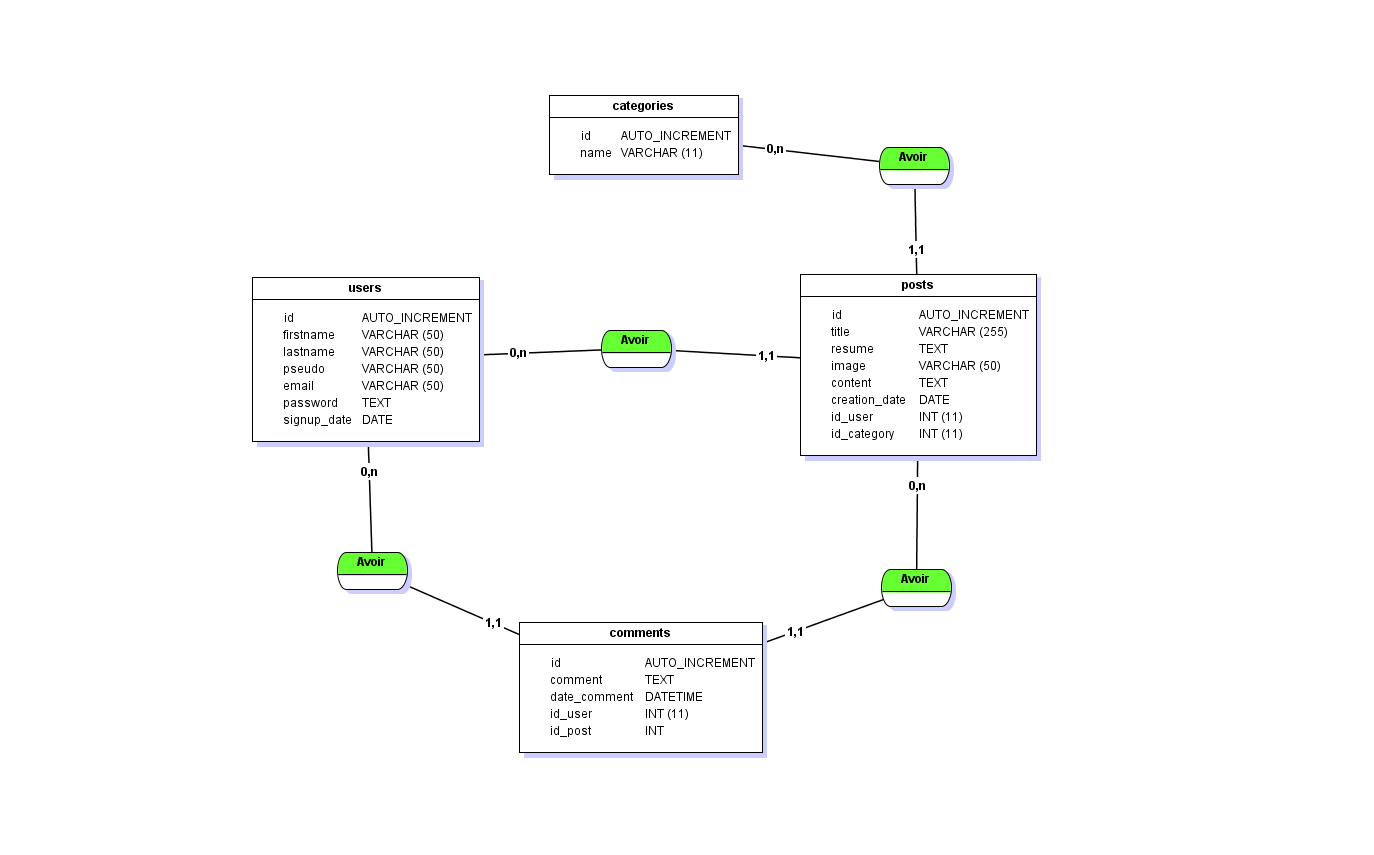 categories
id AUTO_INCREMENT
name VARCHAR (11)
0,n
Avoir
1,1
users
id AUTO_INCREMENT
firstname VARCHAR (50)
lastname VARCHAR (50)
pseudo VARCHAR (50)
email VARCHAR (50)
password TEXT
signup_date DATE
0,n
Avoir
1,1
posts
id AUTO_INCREMENT
title VARCHAR (255)
resume TEXT
image VARCHAR (50)
content TEXT
creation_date DATE
id_user INT (11)
id_category INT (11)
0,n
Avoir
1,1
0,n
Avoir
1,1
comments
id AUTO_INCREMENT
comment TEXT
date_comment DATETIME
id_user INT (11)
id_post INT